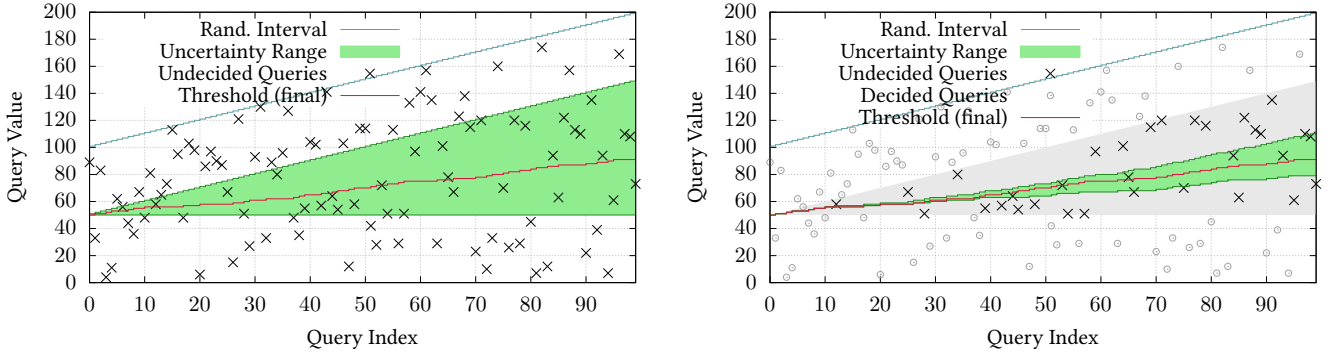 200
180
160
140
120
100
80
60
40
20
0
Query Value
Rand. Interval
Uncertainty Range
Undecided Queries
Threshold (final)
0 10 20 30 40 50 60 70 80 90
Query Index
200
180
160
140
120
100
80
60
40
20
0
Query Value
Rand. Interval
Uncertainty Range
Undecided Queries
Decided Queries
Threshold (final)
0 10 20 30 40 50 60 70 80 90
Query Index